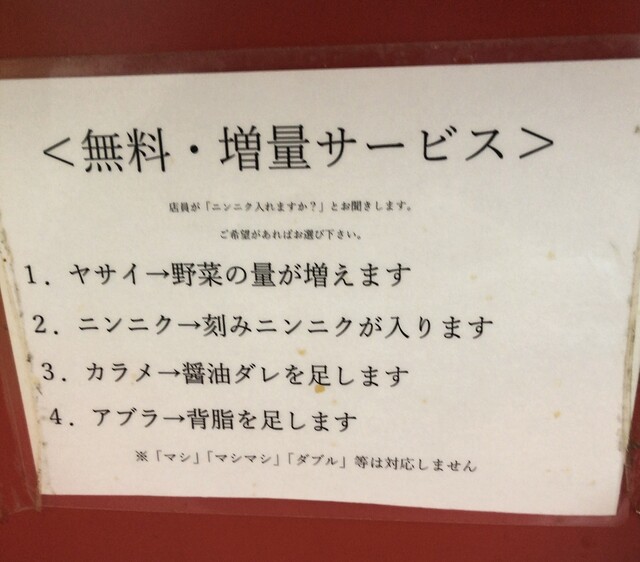 ＜無料・増量サービス＞
店員が「ニンニク入れますか？」とお聞きします。
ご希望があればお選び下さい。
1．ヤサイ→野菜の量が増えます
2．ニンニク→刻みニンニクが入ります
3．カラメ→醤油ダレを足します
4．アブラ→背脂を足します
※「マシ」「マシマシ」「ダブル」等は対応しません